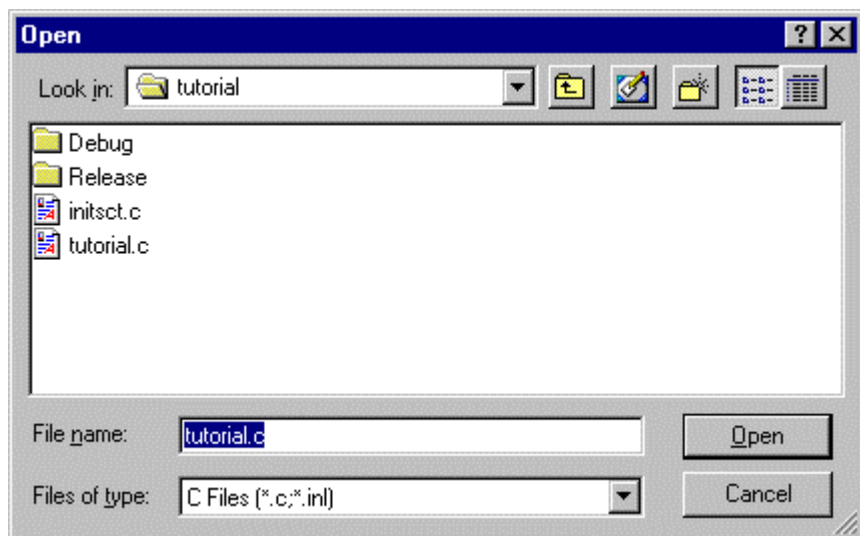 Open
Look in: tutorial
Debug
Release
initsct.c
tutorial.c
File name: tutorial.c Open
Files of type: C Files (*.c;*.inl) Cancel